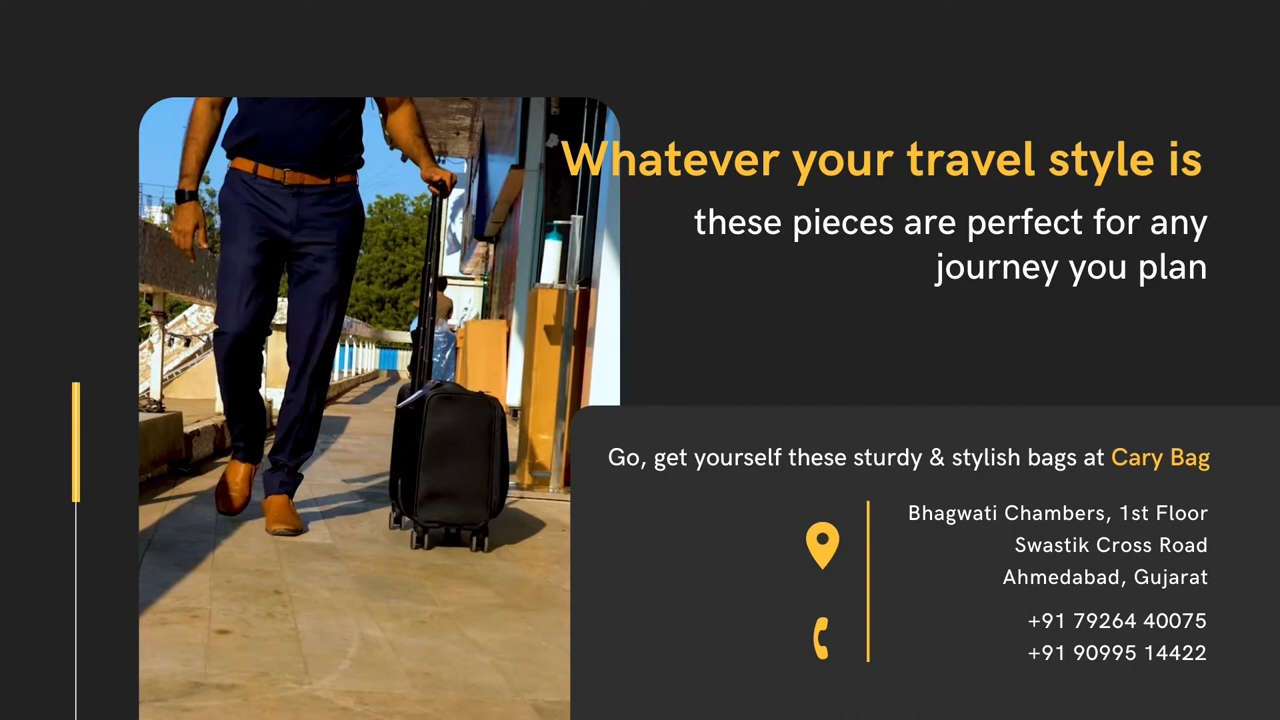 Whatever your travel style is
these pieces are perfect for any
journey you plan
Go, get yourself these sturdy & stylish bags at Cary Bag
Bhagwati Chambers, 1st Floor
Swastik Cross Road
Ahmedabad, Gujarat
+91 79264 40075
+91 90995 14422